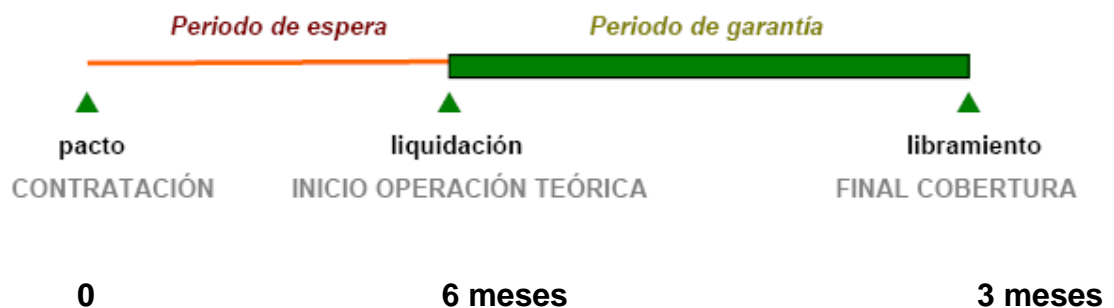 Periodo de espera Periodo de garantía
pacto liquidación libramiento
CONTRATACIÓN INICIO OPERACIÓN TEÓRICA FINAL COBERTURA
0 6 meses 3 meses